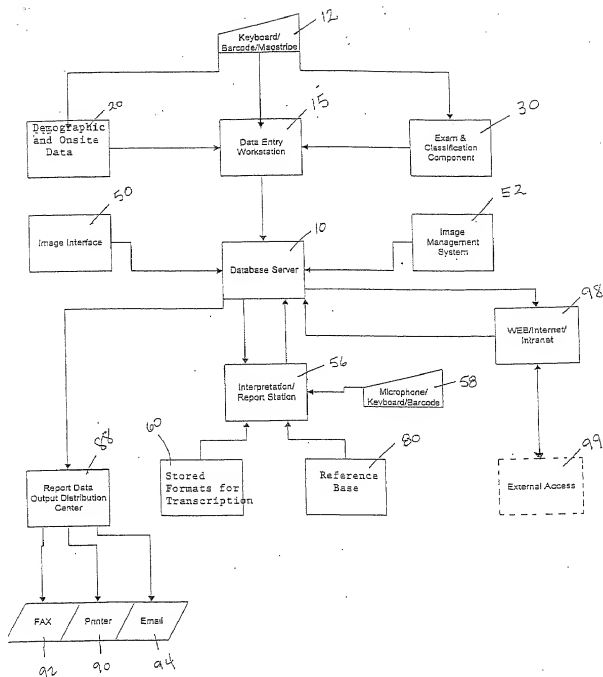 12
Keyboard/
Barcode/Magstripe
20
15
30
Demographic
and Onsite
Data
Data Entry
Workstation
Exam &
Classification
Component
50
52
Image Interface
10
Image
Management
System
Database Server
98
WEB/Internet/
Intranet
56
Interpretation/
Report Station
58
Microphone/
Keyboard/Barcode
60
80
99
88
Stored
Formats for
Transcription
Reference
Base
External Access
Report Data
Output Distribution
Center
FAX
Printer
Email
92
90
94